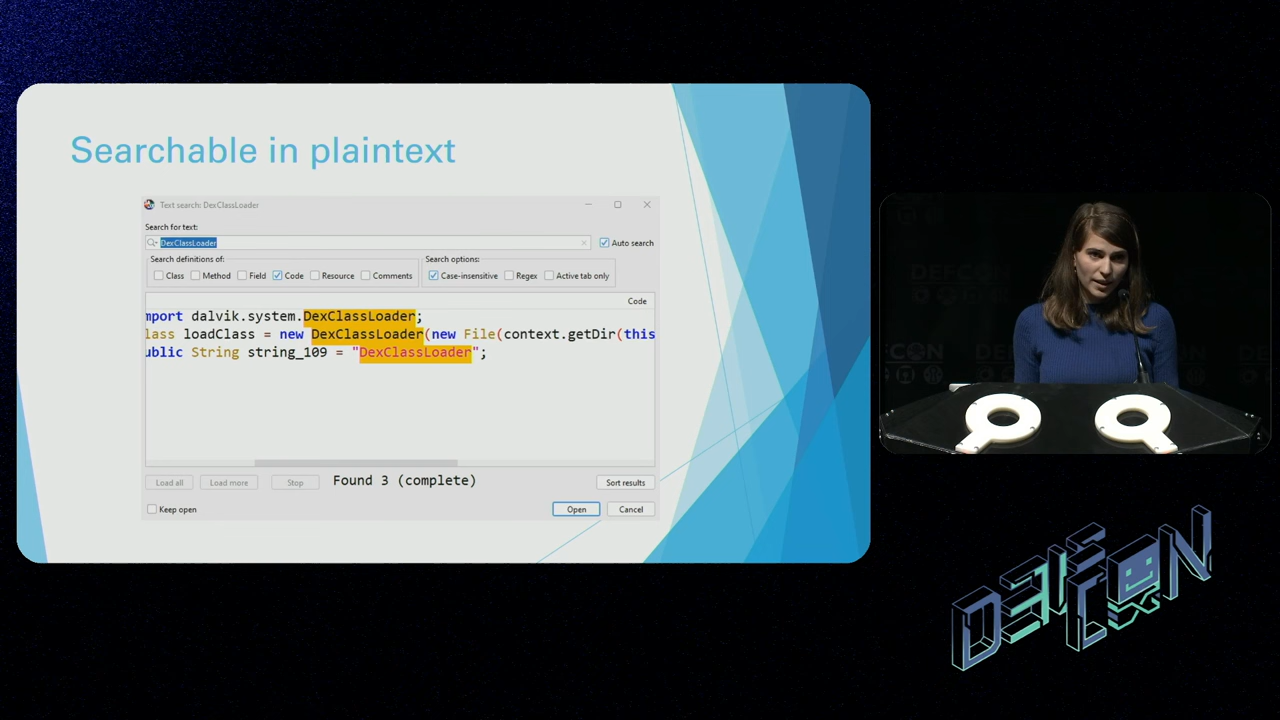 Searchable in plaintext
Text search: DexClassLoader
Search for text:
DexClassLoader
Auto search
Search definitions of:
Search options:
Class Method Field Code Resource Comments
Case-insensitive Regex Active tab only
Code
mport dalvik.system.DexClassLoader;
lass loadClass = new DexClassLoader(new File(context.getDir(this
ublic String string_109 = "DexClassLoader";
Load all Load more Stop Found 3 (complete) Sort results
Keep open Open Cancel
DEFCON
DEFCON